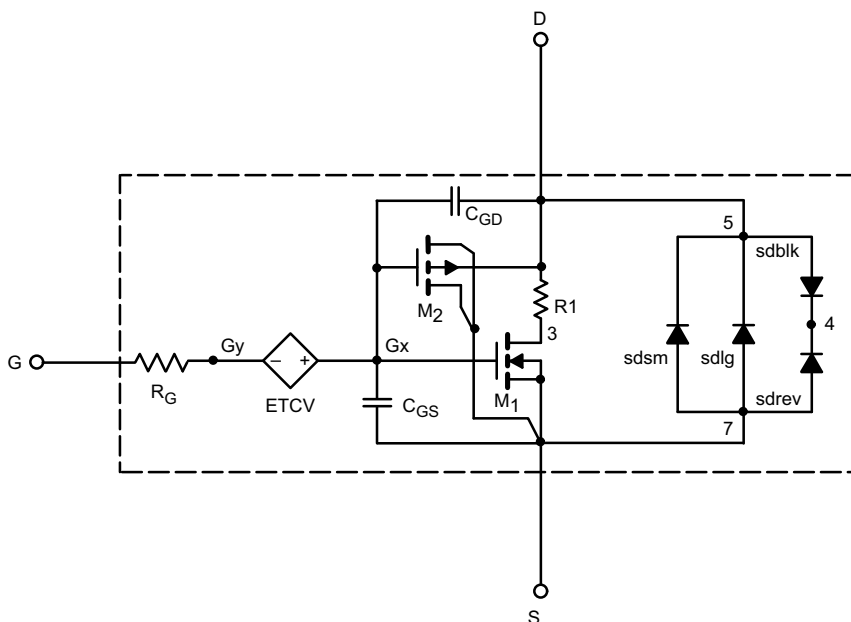 D
C_GD
5
sdblk
M_2
R1
3
4
G
Gy
Gx
sdsm
sdlg
R_G
ETCV
C_GS
M_1
sdrev
7
S